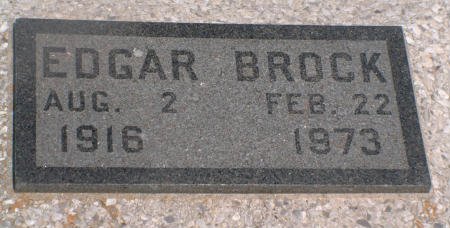 EDGAR BROCK
AUG. 2 FEB. 22
1916 1973